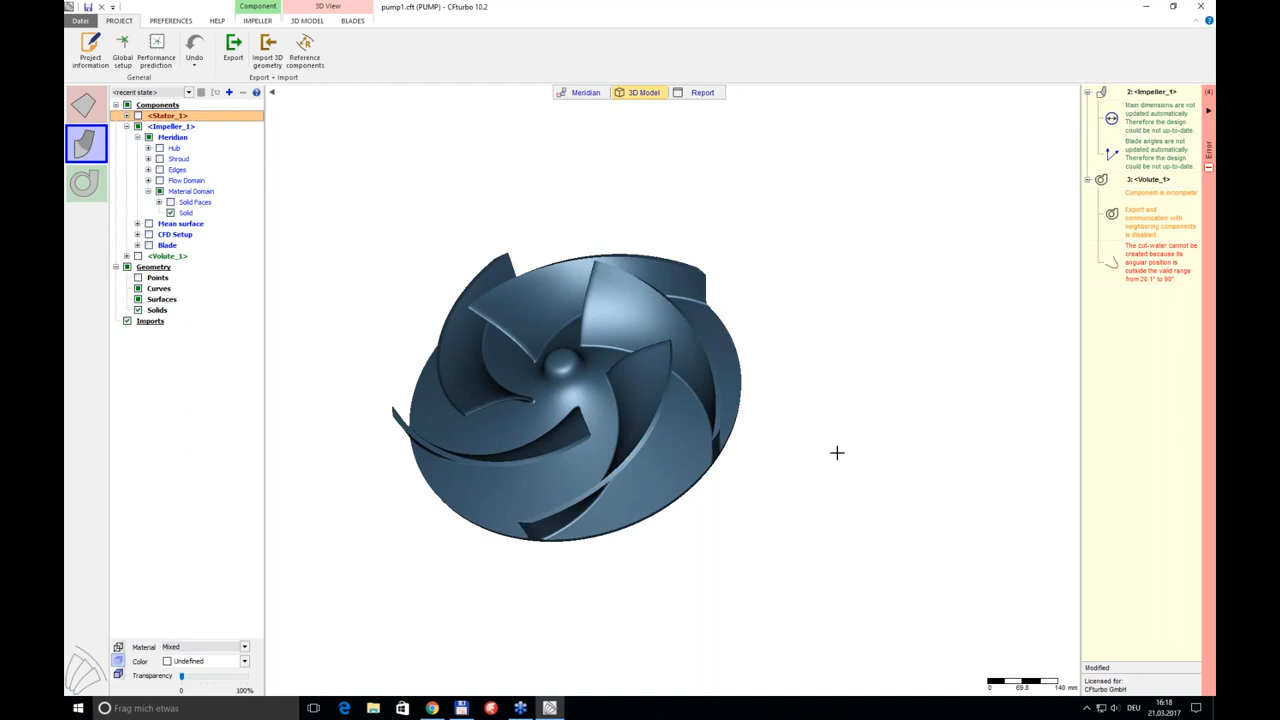 Component
3D View
pump1.cft (PUMP) - CFturbo 10.2
Datei
PROJECT
PREFERENCES
HELP
IMPELLER
3D MODEL
BLADES
Project information
Global setup
Performance prediction
Undo
Export
Import 3D geometry
Reference components
General
Export + Import
<recent state>
Meridian
3D Model
Report
Components
<Stator_1>
<Impeller_1>
Meridian
Hub
Shroud
Edges
Flow Domain
Material Domain
Solid Faces
Solid
Mean surface
CFD Setup
Blade
<Volute_1>
Geometry
Points
Curves
Surfaces
Solids
Imports
2: <Impeller_1>
Main dimensions are not
updated automatically.
Therefore the design
could be not up-to-date.
Blade angles are not
updated automatically.
Therefore the design
could be not up-to-date.
3: <Volute_1>
Component is incomplete:
Export and
communication with
neighboring components
is disabled
The cut-water cannot be
created because its
angular position is
outside the valid range
from 20.1° to 90°.
(4)
Error
Material
Mixed
Color
Undefined
Transparency
0
100%
0
69.8
140 mm
Modified
Licensed for:
CFturbo GmbH
Frag mich etwas
DEU
16:18
21.03.2017